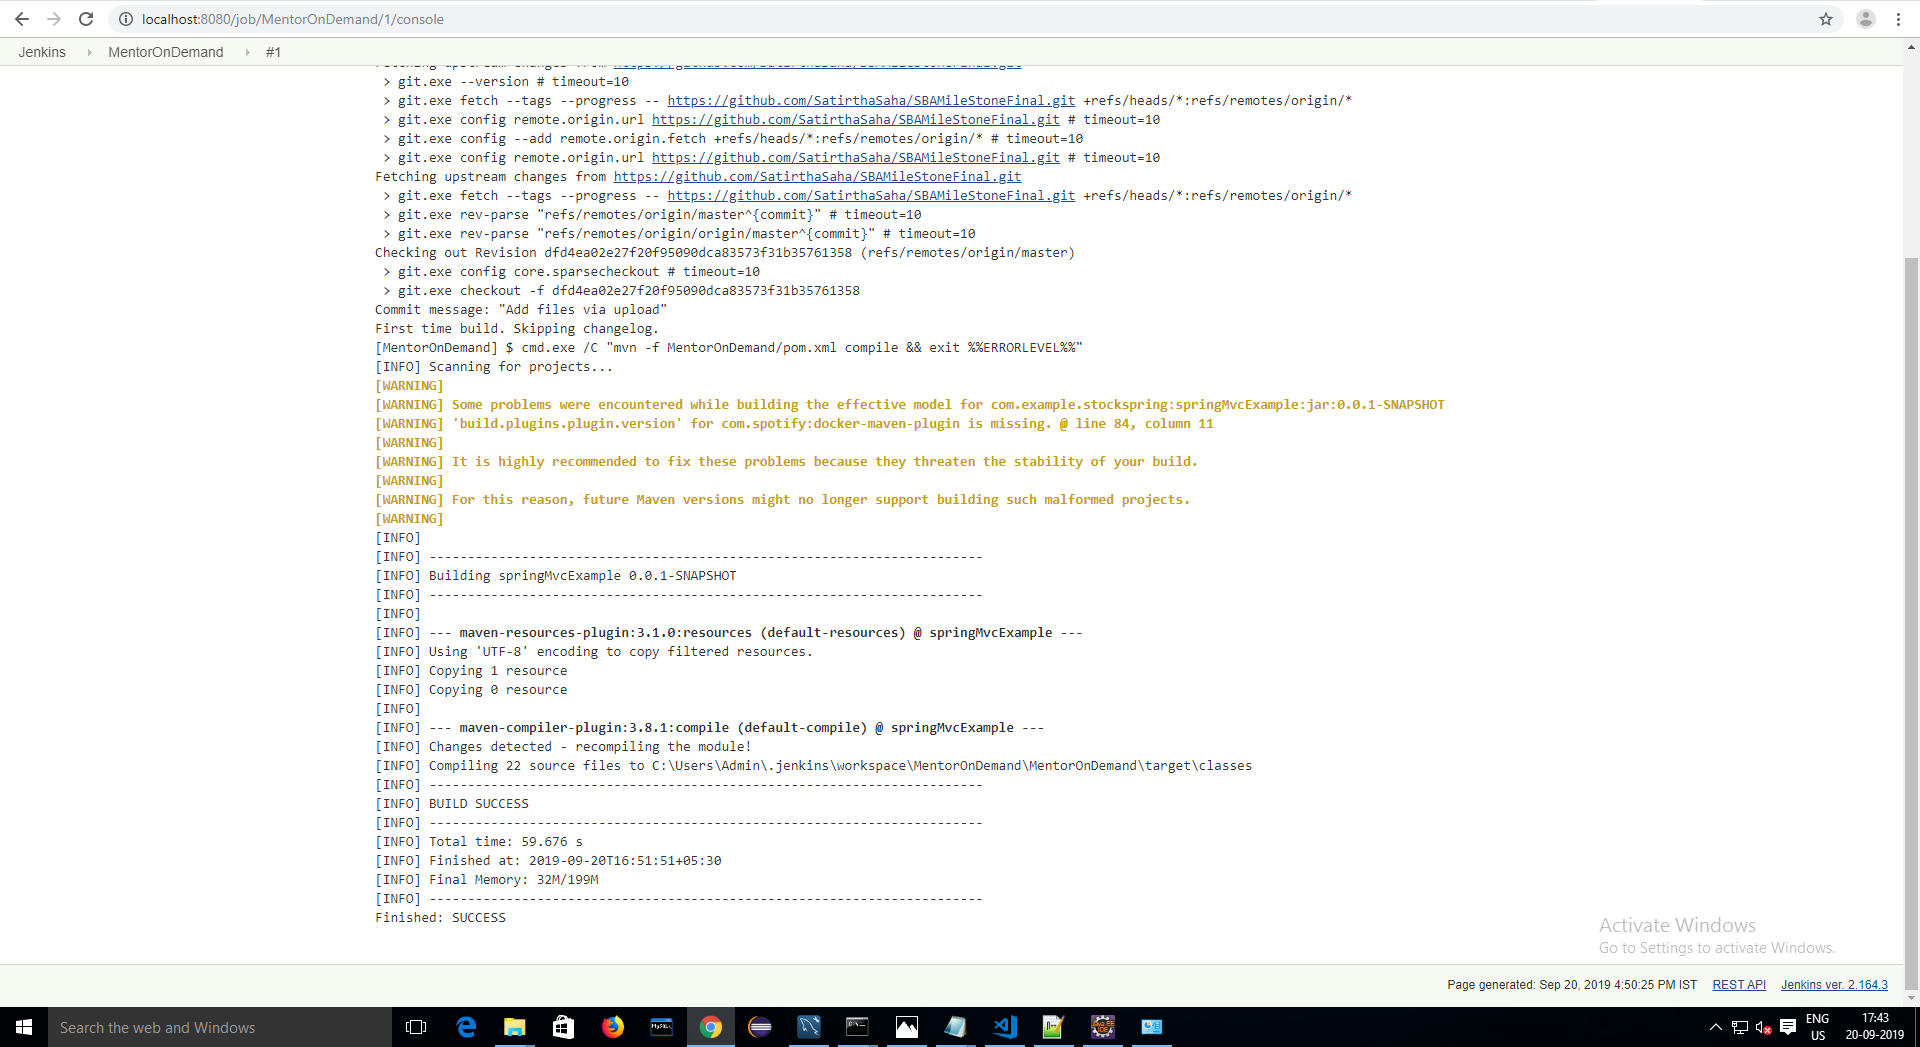 localhost:8080/job/MentorOnDemand/1/console
Jenkins MentorOnDemand #1
Fetching upstream changes from https://github.com/SatirthaSaha/SBAMileStoneFinal.git
> git.exe --version # timeout=10
> git.exe fetch --tags --progress -- https://github.com/SatirthaSaha/SBAMileStoneFinal.git +refs/heads/*:refs/remotes/origin/*
> git.exe config remote.origin.url https://github.com/SatirthaSaha/SBAMileStoneFinal.git # timeout=10
> git.exe config --add remote.origin.fetch +refs/heads/*:refs/remotes/origin/* # timeout=10
> git.exe config remote.origin.url https://github.com/SatirthaSaha/SBAMileStoneFinal.git # timeout=10
Fetching upstream changes from https://github.com/SatirthaSaha/SBAMileStoneFinal.git
> git.exe fetch --tags --progress -- https://github.com/SatirthaSaha/SBAMileStoneFinal.git +refs/heads/*:refs/remotes/origin/*
> git.exe rev-parse "refs/remotes/origin/master^{commit}" # timeout=10
> git.exe rev-parse "refs/remotes/origin/origin/master^{commit}" # timeout=10
Checking out Revision dfd4ea02e27f20f95090dca83573f31b35761358 (refs/remotes/origin/master)
> git.exe config core.sparsecheckout # timeout=10
> git.exe checkout -f dfd4ea02e27f20f95090dca83573f31b35761358
Commit message: "Add files via upload"
First time build. Skipping changelog.
[MentorOnDemand] $ cmd.exe /C "mvn -f MentorOnDemand/pom.xml compile && exit %%ERRORLEVEL%%"
[INFO] Scanning for projects...
[WARNING]
[WARNING] Some problems were encountered while building the effective model for com.example.stockspring:springMvcExample:jar:0.0.1-SNAPSHOT
[WARNING] 'build.plugins.plugin.version' for com.spotify:docker-maven-plugin is missing. @ line 84, column 11
[WARNING]
[WARNING] It is highly recommended to fix these problems because they threaten the stability of your build.
[WARNING]
[WARNING] For this reason, future Maven versions might no longer support building such malformed projects.
[WARNING]
[INFO]
[INFO] ------------------------------------------------------------------------
[INFO] Building springMvcExample 0.0.1-SNAPSHOT
[INFO] ------------------------------------------------------------------------
[INFO]
[INFO] --- maven-resources-plugin:3.1.0:resources (default-resources) @ springMvcExample ---
[INFO] Using 'UTF-8' encoding to copy filtered resources.
[INFO] Copying 1 resource
[INFO] Copying 0 resource
[INFO]
[INFO] --- maven-compiler-plugin:3.8.1:compile (default-compile) @ springMvcExample ---
[INFO] Changes detected - recompiling the module!
[INFO] Compiling 22 source files to C:\Users\Admin\.jenkins\workspace\MentorOnDemand\MentorOnDemand\target\classes
[INFO] ------------------------------------------------------------------------
[INFO] BUILD SUCCESS
[INFO] ------------------------------------------------------------------------
[INFO] Total time: 59.676 s
[INFO] Finished at: 2019-09-20T16:51:51+05:30
[INFO] Final Memory: 32M/199M
[INFO] ------------------------------------------------------------------------
Finished: SUCCESS
Activate Windows
Go to Settings to activate Windows.
Page generated: Sep 20, 2019 4:50:25 PM IST REST API Jenkins ver. 2.164.3
Search the web and Windows
ENG
US
17:43
20-09-2019